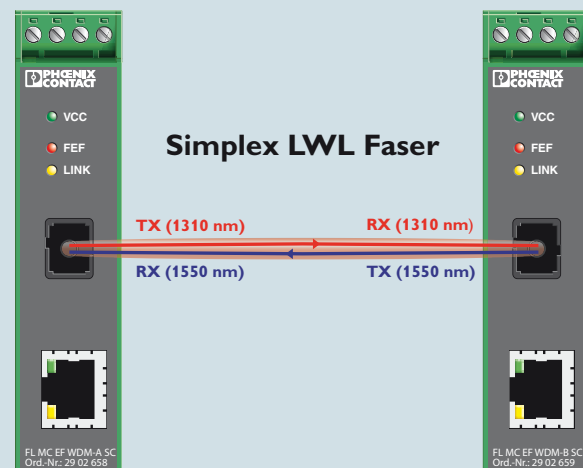 PHŒNIX
CONTACT
VCC
FEF
LINK
PHŒNIX
CONTACT
VCC
FEF
LINK
Simplex LWL Faser
TX (1310 nm)
RX (1310 nm)
RX (1550 nm)
TX (1550 nm)
FL MC EF WDM-A SC
Ord.-Nr.: 29 02 658
FL MC EF WDM-B SC
Ord.-Nr.: 29 02 659